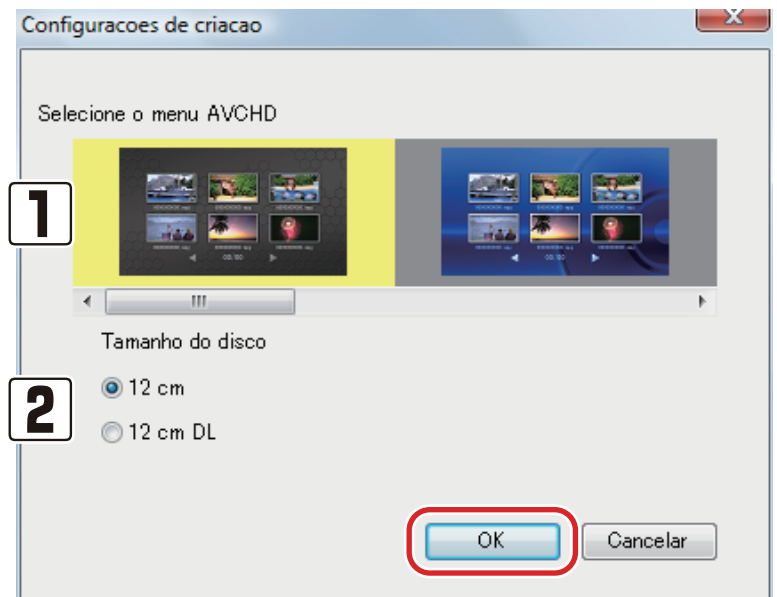 Configuracoes de criacao
X
Selecione o menu AVCHD
1
Tamanho do disco
2
12 cm
12 cm DL
OK
Cancelar